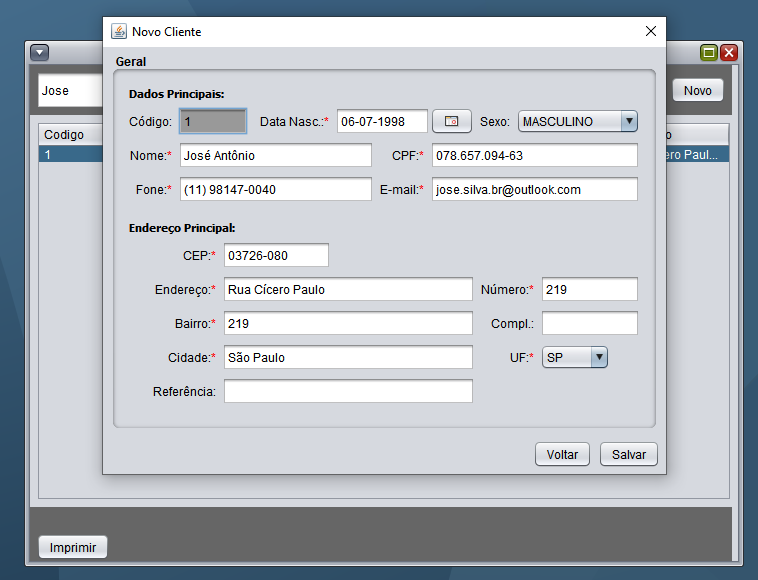 Novo Cliente
Geral
Dados Principais:
Código: 1 Data Nasc.:* 06-07-1998 Sexo: MASCULINO
Nome:* José Antônio CPF:* 078.657.094-63
Fone:* (11) 98147-0040 E-mail:* jose.silva.br@outlook.com
Endereço Principal:
CEP:* 03726-080
Endereço:* Rua Cícero Paulo Número:* 219
Bairro:* 219 Compl.:
Cidade:* São Paulo UF:* SP
Referência:
Voltar Salvar
Jose Novo
Codigo o
1 ero Paul...
Imprimir